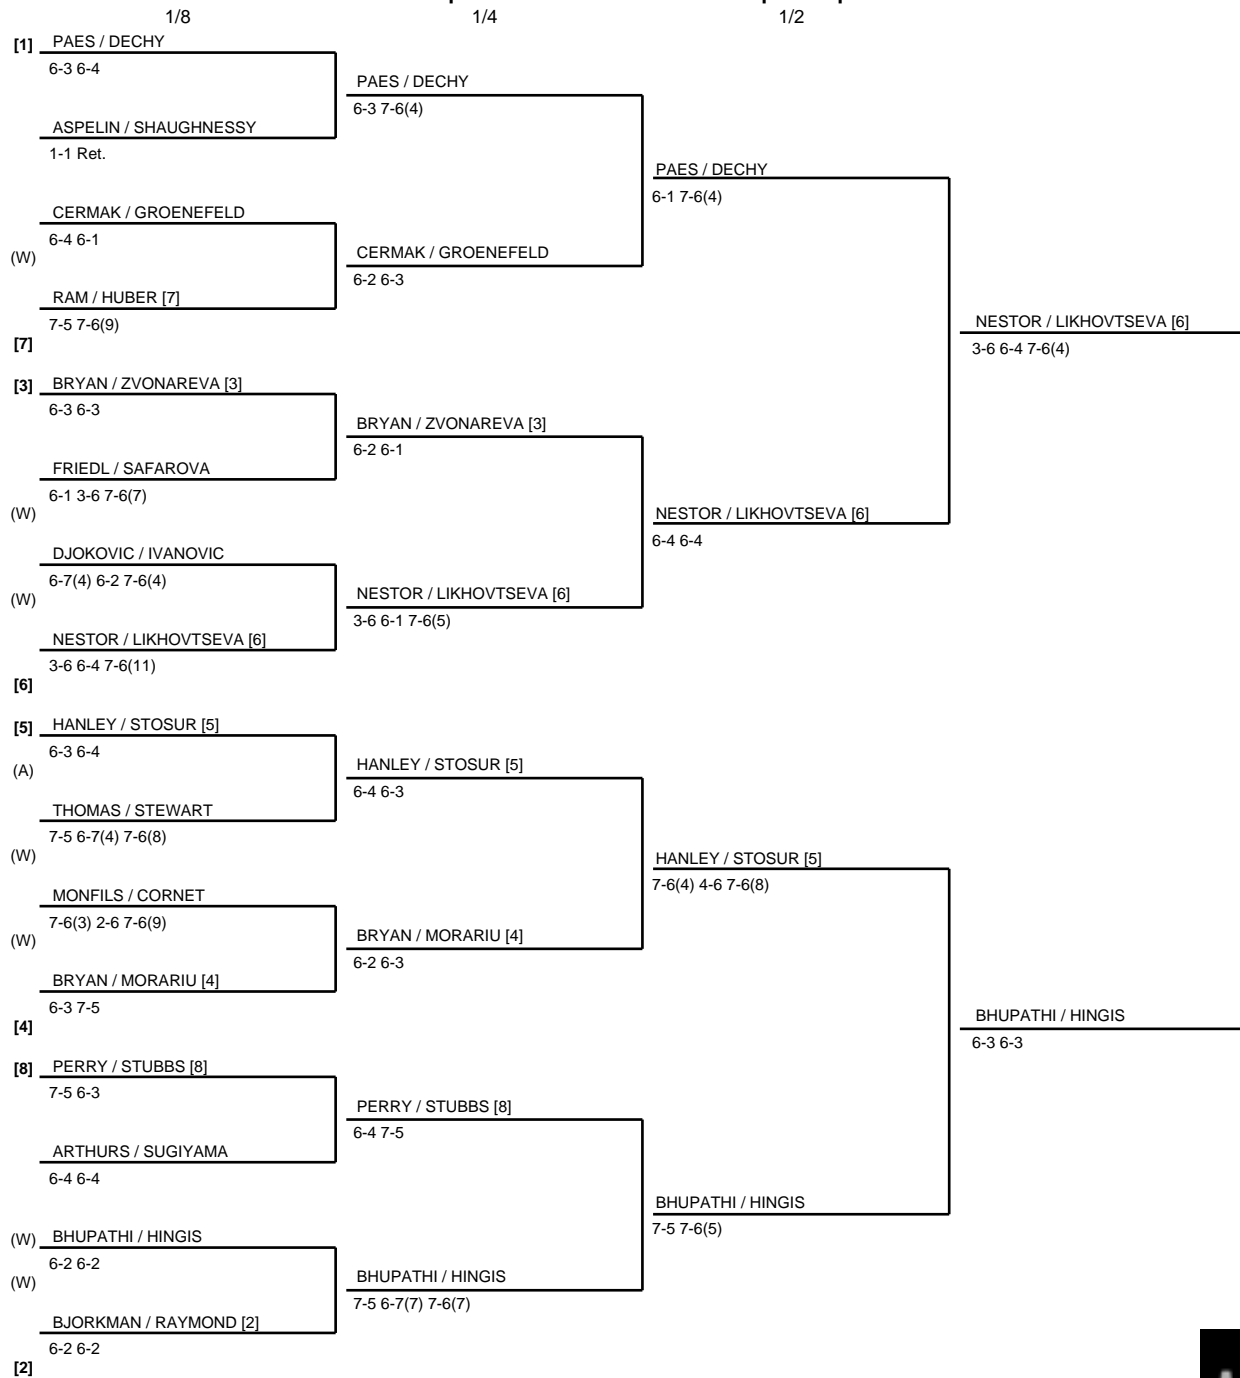 1/8
1/4
1/2
[1] PAES / DECHY
6-3 6-4
PAES / DECHY
6-3 7-6(4)
ASPELIN / SHAUGHNESSY
1-1 Ret.
PAES / DECHY
6-1 7-6(4)
CERMAK / GROENEFELD
6-4 6-1
(W)
CERMAK / GROENEFELD
6-2 6-3
RAM / HUBER [7]
7-5 7-6(9)
[7]
NESTOR / LIKHOVTSEVA [6]
3-6 6-4 7-6(4)
[3] BRYAN / ZVONAREVA [3]
6-3 6-3
BRYAN / ZVONAREVA [3]
6-2 6-1
FRIEDL / SAFAROVA
6-1 3-6 7-6(7)
(W)
NESTOR / LIKHOVTSEVA [6]
6-4 6-4
DJOKOVIC / IVANOVIC
6-7(4) 6-2 7-6(4)
(W)
NESTOR / LIKHOVTSEVA [6]
3-6 6-1 7-6(5)
NESTOR / LIKHOVTSEVA [6]
3-6 6-4 7-6(11)
[6]
[5] HANLEY / STOSUR [5]
6-3 6-4
(A)
HANLEY / STOSUR [5]
6-4 6-3
THOMAS / STEWART
7-5 6-7(4) 7-6(8)
(W)
HANLEY / STOSUR [5]
7-6(4) 4-6 7-6(8)
MONFILS / CORNET
7-6(3) 2-6 7-6(9)
(W)
BRYAN / MORARIU [4]
6-2 6-3
BRYAN / MORARIU [4]
6-3 7-5
[4]
BHUPATHI / HINGIS
6-3 6-3
[8] PERRY / STUBBS [8]
7-5 6-3
PERRY / STUBBS [8]
6-4 7-5
ARTHURS / SUGIYAMA
6-4 6-4
BHUPATHI / HINGIS
7-5 7-6(5)
(W) BHUPATHI / HINGIS
6-2 6-2
(W)
BHUPATHI / HINGIS
7-5 6-7(7) 7-6(7)
BJORKMAN / RAYMOND [2]
6-2 6-2
[2]